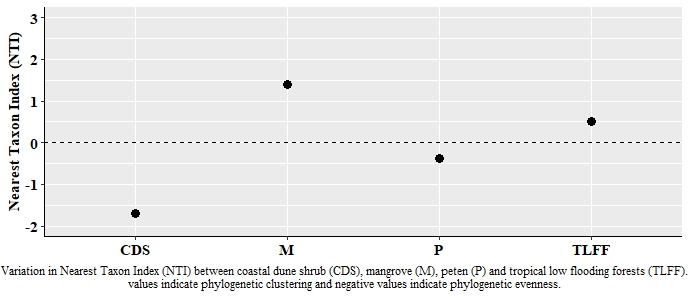 3
2
1
0
-1
-2
Nearest Taxon Index (NTI)
CDS M P TLFF
Variation in Nearest Taxon Index (NTI) between coastal dune shrub (CDS), mangrove (M), peten (P) and tropical low flooding forests (TLFF).
values indicate phylogenetic clustering and negative values indicate phylogenetic evenness.